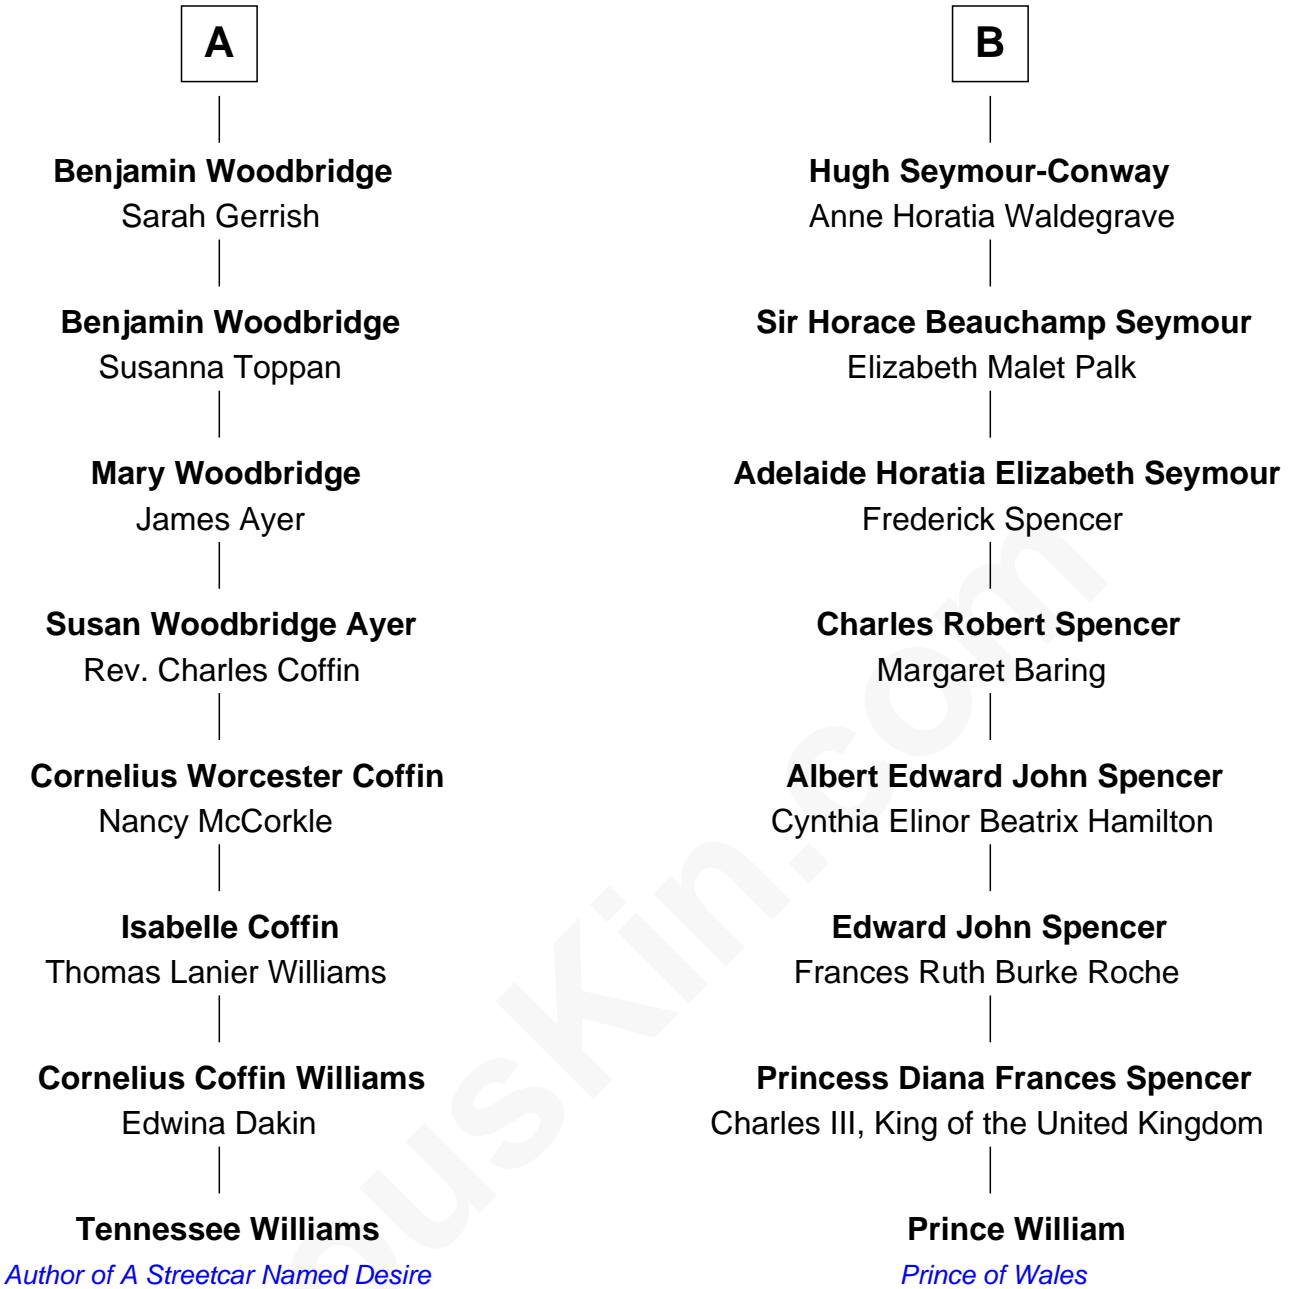 A
Benjamin Woodbridge
Sarah Gerrish
Benjamin Woodbridge
Susanna Toppan
Mary Woodbridge
James Ayer
Susan Woodbridge Ayer
Rev. Charles Coffin
Cornelius Worcester Coffin
Nancy McCorkle
Isabelle Coffin
Thomas Lanier Williams
Cornelius Coffin Williams
Edwina Dakin
Tennessee Williams
Author of A Streetcar Named Desire
B
Hugh Seymour-Conway
Anne Horatia Waldegrave
Sir Horace Beauchamp Seymour
Elizabeth Malet Palk
Adelaide Horatia Elizabeth Seymour
Frederick Spencer
Charles Robert Spencer
Margaret Baring
Albert Edward John Spencer
Cynthia Elinor Beatrix Hamilton
Edward John Spencer
Frances Ruth Burke Roche
Princess Diana Frances Spencer
Charles III, King of the United Kingdom
Prince William
Prince of Wales
ousKin.com